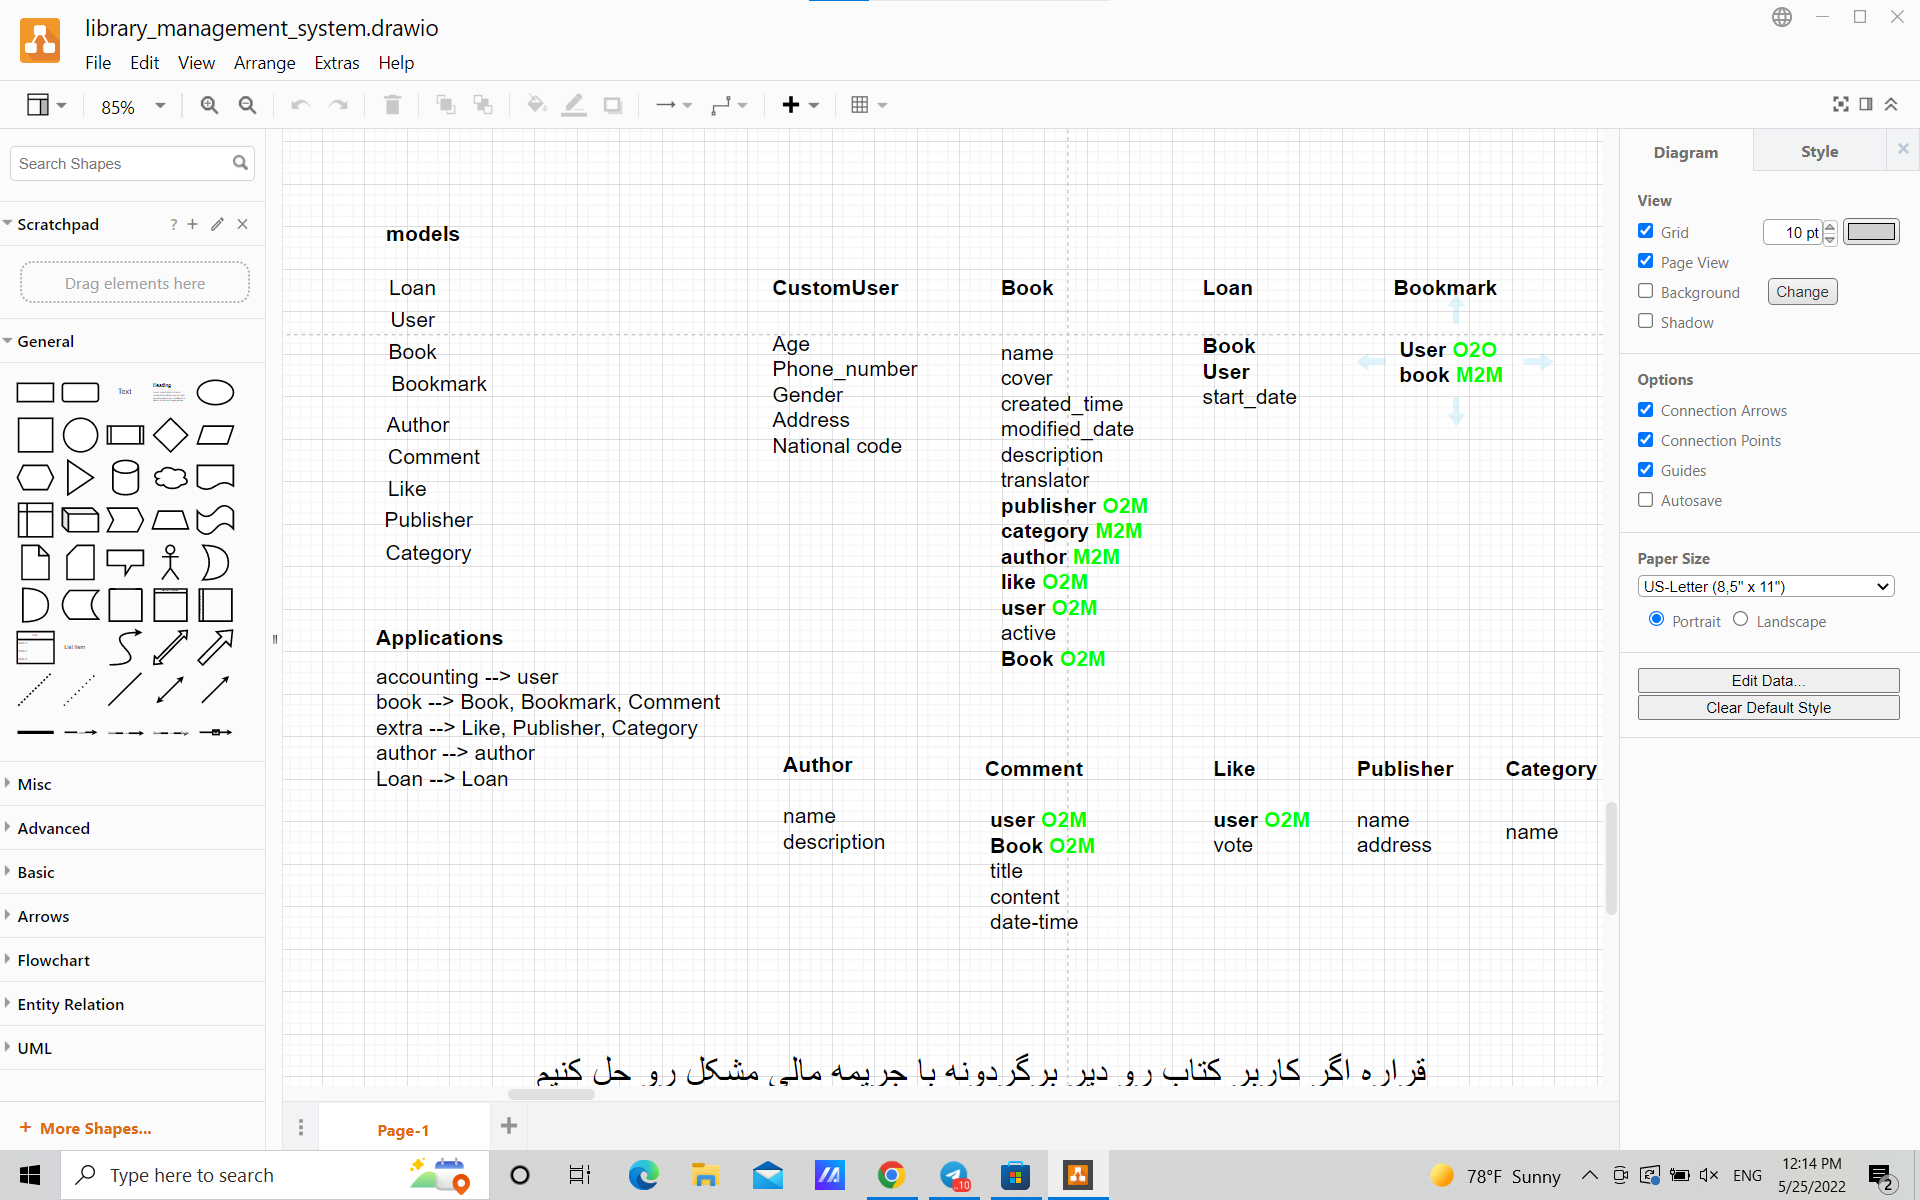 library_management_system.drawio
File Edit View Arrange Extras Help
85%
Search Shapes
Scratchpad ? + ✕
Drag elements here
General
Text
Heading
List Item
Misc
Advanced
Basic
Arrows
Flowchart
Entity Relation
UML
+ More Shapes...
models
Loan
User
Book
Bookmark
Author
Comment
Like
Publisher
Category
Applications
accounting --> user
book --> Book, Bookmark, Comment
extra --> Like, Publisher, Category
author --> author
Loan --> Loan
CustomUser
Age
Phone_number
Gender
Address
National code
Book
name
cover
created_time
modified_date
description
translator
publisher O2M
category M2M
author M2M
like O2M
user O2M
active
Book O2M
Loan
Book
User
start_date
Bookmark
User O2O
book M2M
Author
name
description
Comment
user O2M
Book O2M
title
content
date-time
Like
user O2M
vote
Publisher
name
address
Category
name
قراره اگر کاربر کتاب رو دیر برگردونه با جریمه مالی مشکل رو حل کنیم
Page-1
Diagram Style
View
Grid 10 pt
Page View
Background Change
Shadow
Options
Connection Arrows
Connection Points
Guides
Autosave
Paper Size
US-Letter (8,5" x 11")
Portrait Landscape
Edit Data...
Clear Default Style
Type here to search
..10
78°F Sunny
ENG
12:14 PM
5/25/2022
2